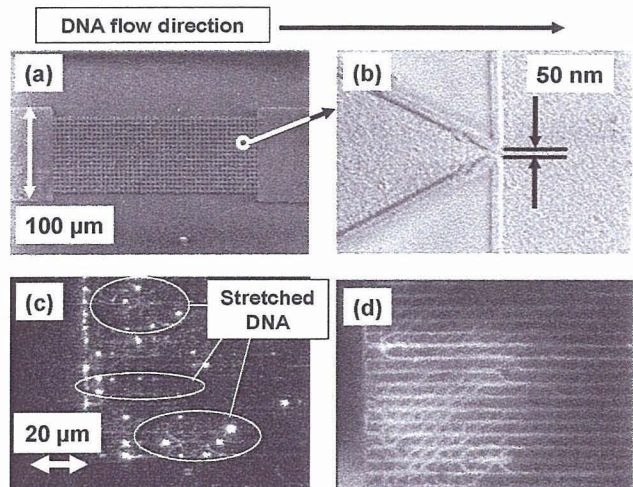 DNA flow direction
(a)
(b)
50 nm
100 µm
(c)
Stretched
DNA
(d)
20 µm